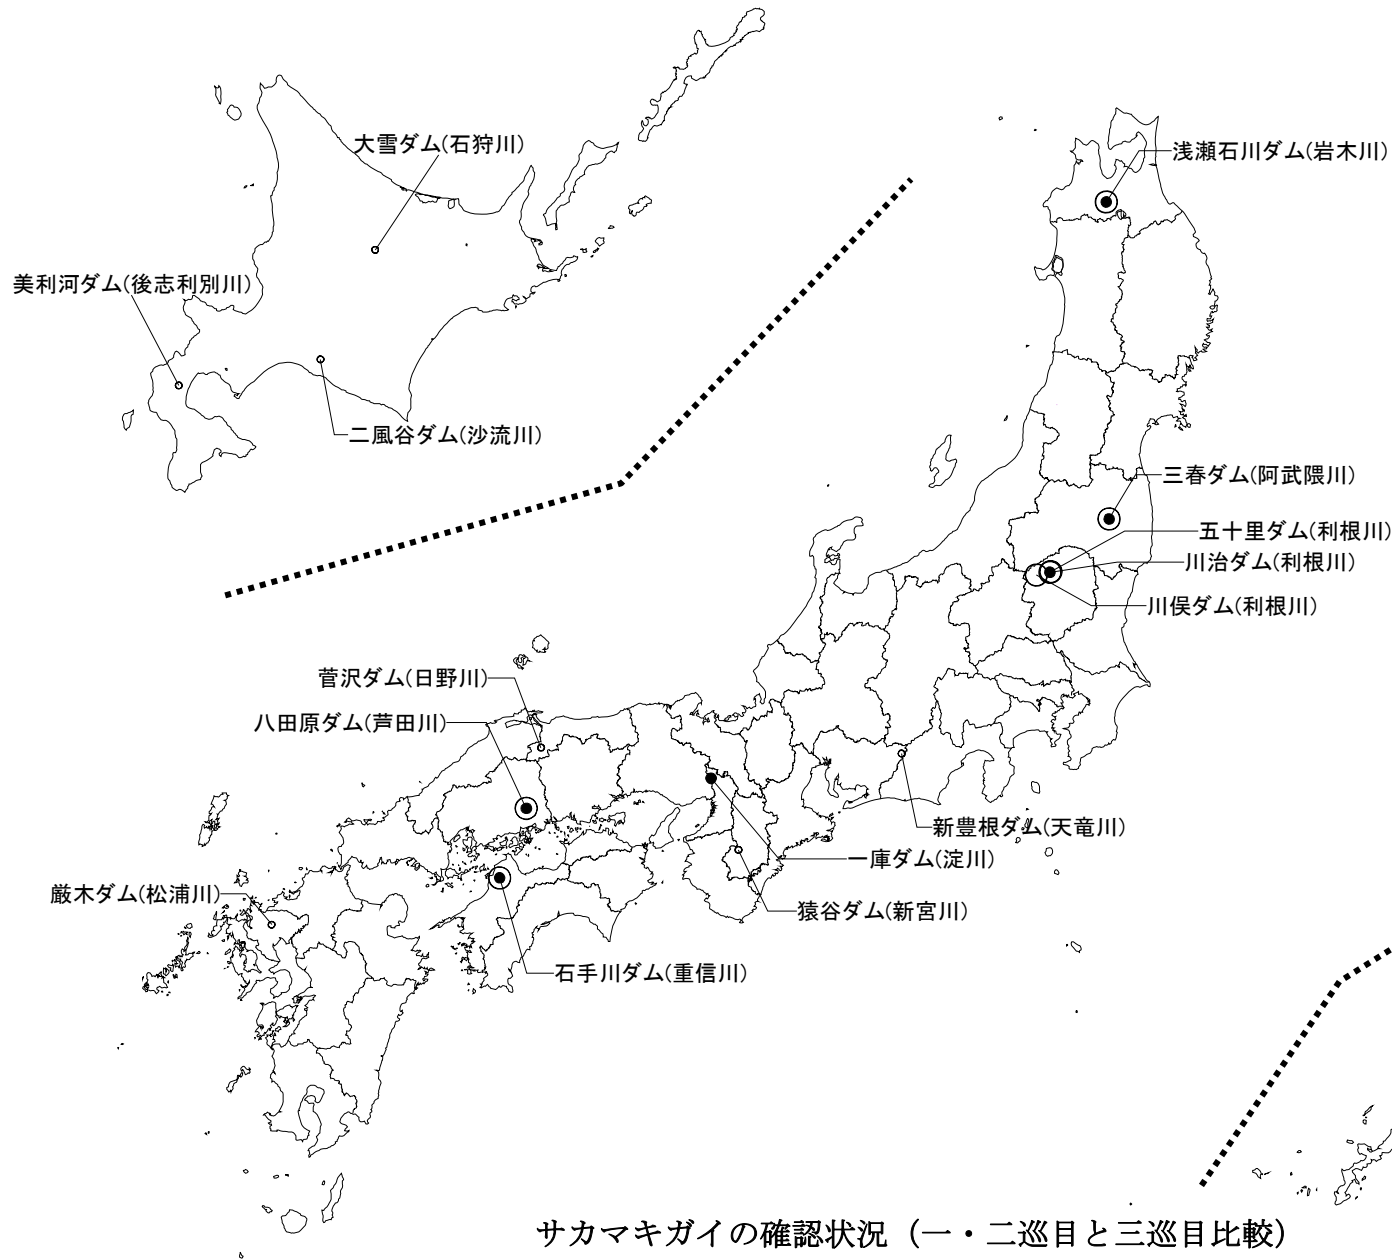 大雪ダム(石狩川)
浅瀬石川ダム(岩木川)
美利河ダム(後志利別川)
二風谷ダム(沙流川)
三春ダム(阿武隈川)
五十里ダム(利根川)
川治ダム(利根川)
川俣ダム(利根川)
菅沢ダム(日野川)
八田原ダム(芦田川)
新豊根ダム(天竜川)
一庫ダム(淀川)
厳木ダム(松浦川)
猿谷ダム(新宮川)
石手川ダム(重信川)
サカマキガイの確認状況（一・二巡目と三巡目比較）